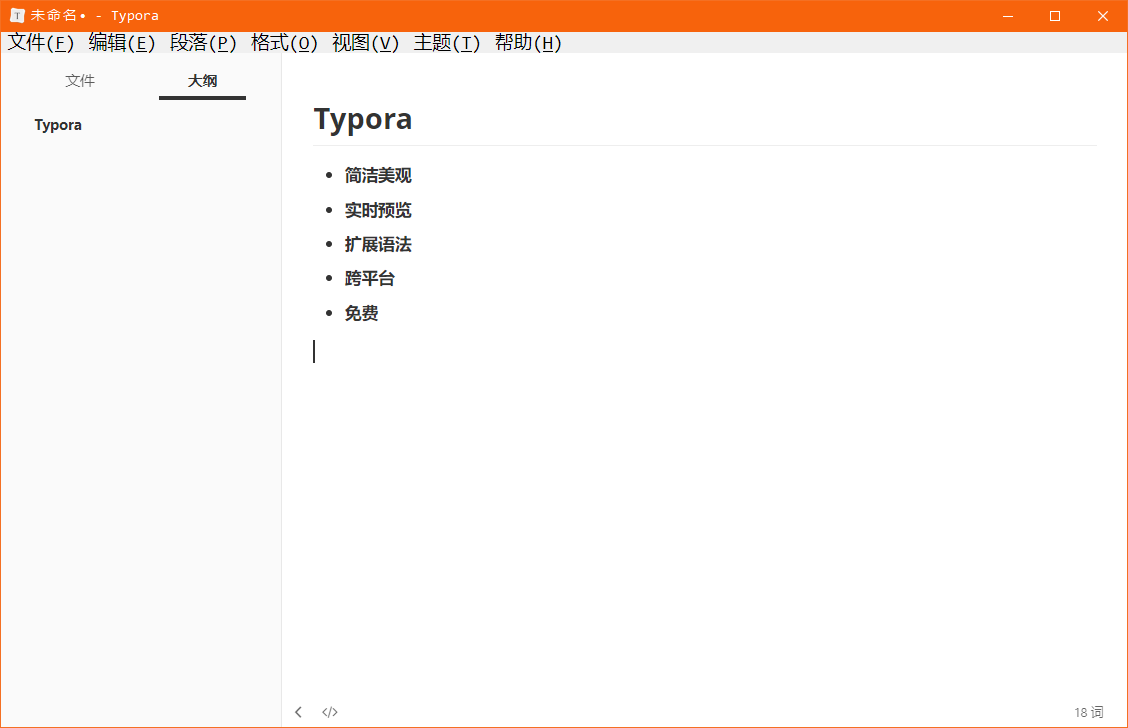 未命名• - Typora
文件(F) 编辑(E) 段落(P) 格式(O) 视图(V) 主题(T) 帮助(H)
文件 大纲
Typora
Typora
• 简洁美观
• 实时预览
• 扩展语法
• 跨平台
• 免费
</> 18 词